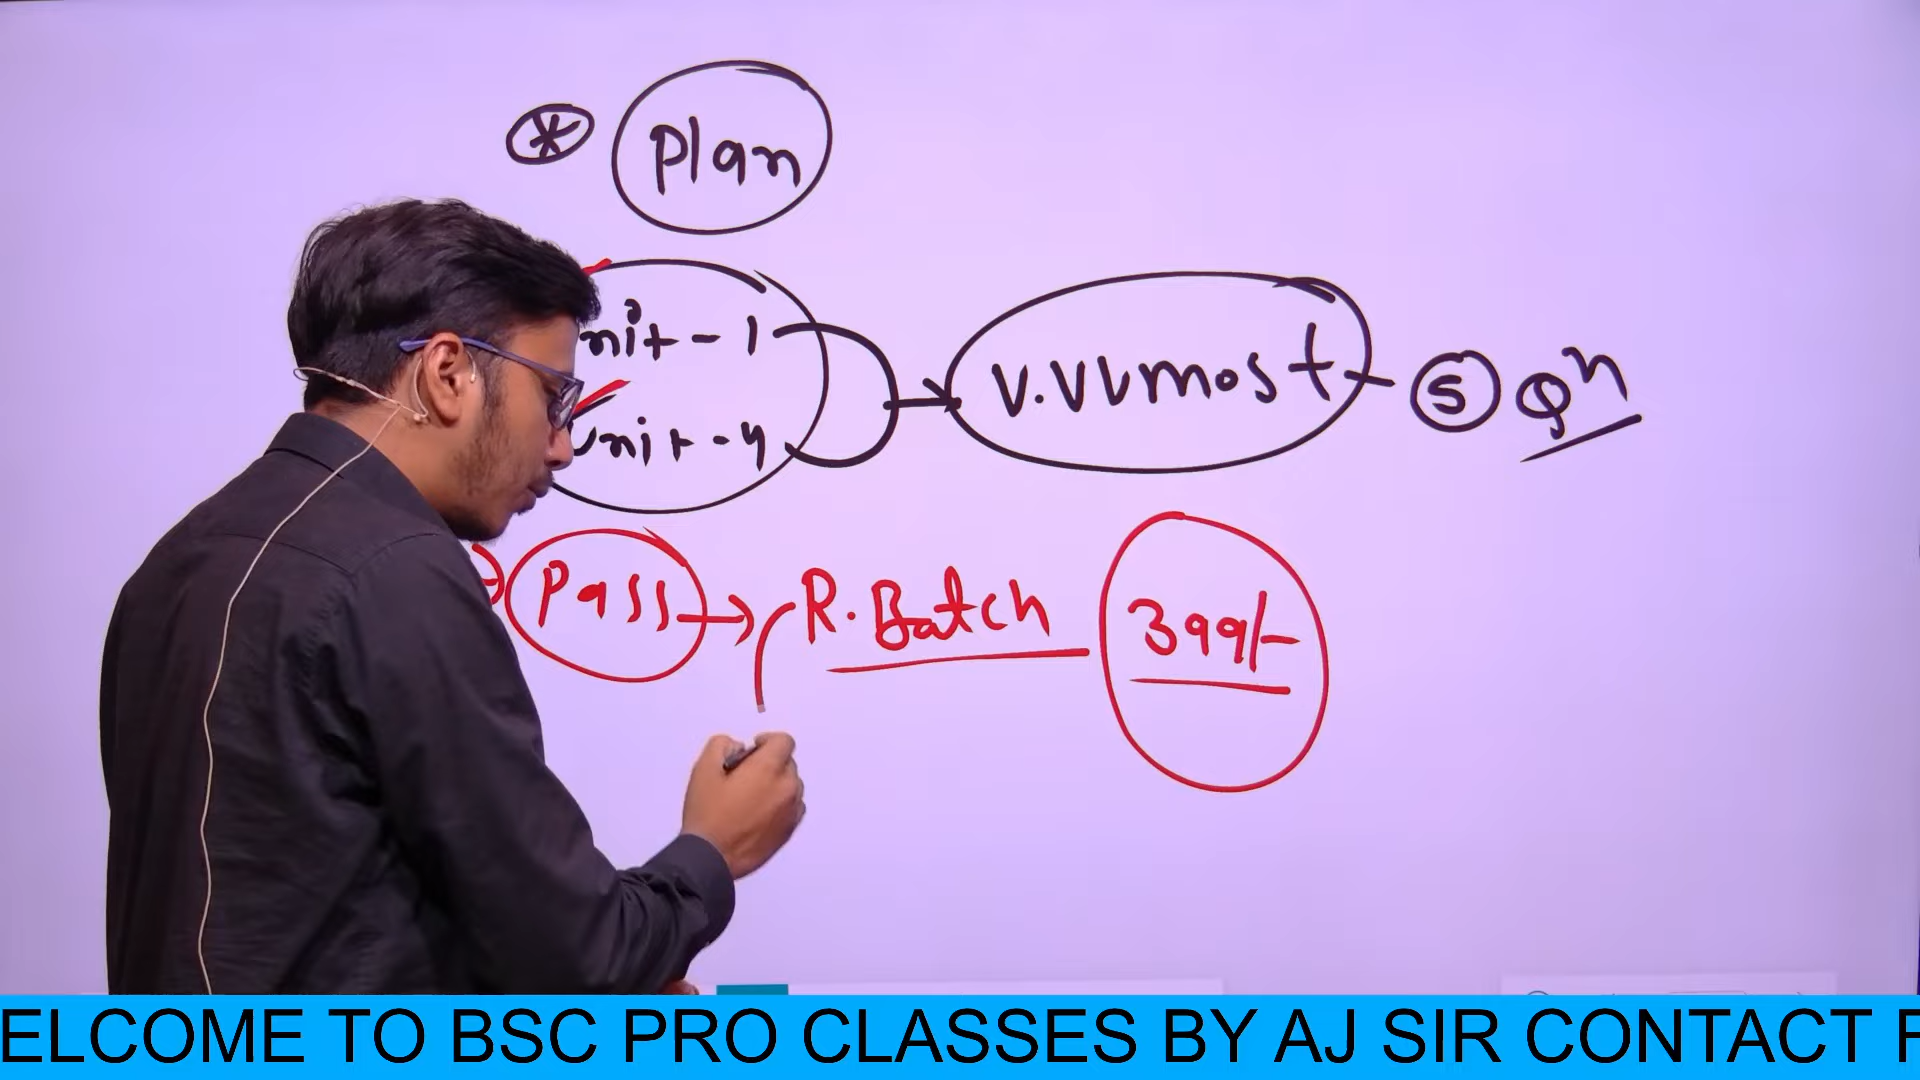 * Plan
nit - 1
Unit - 4
V.VVmost - 5 Qn
Pass → R. Batch 399/-
ELCOME TO BSC PRO CLASSES BY AJ SIR CONTACT F